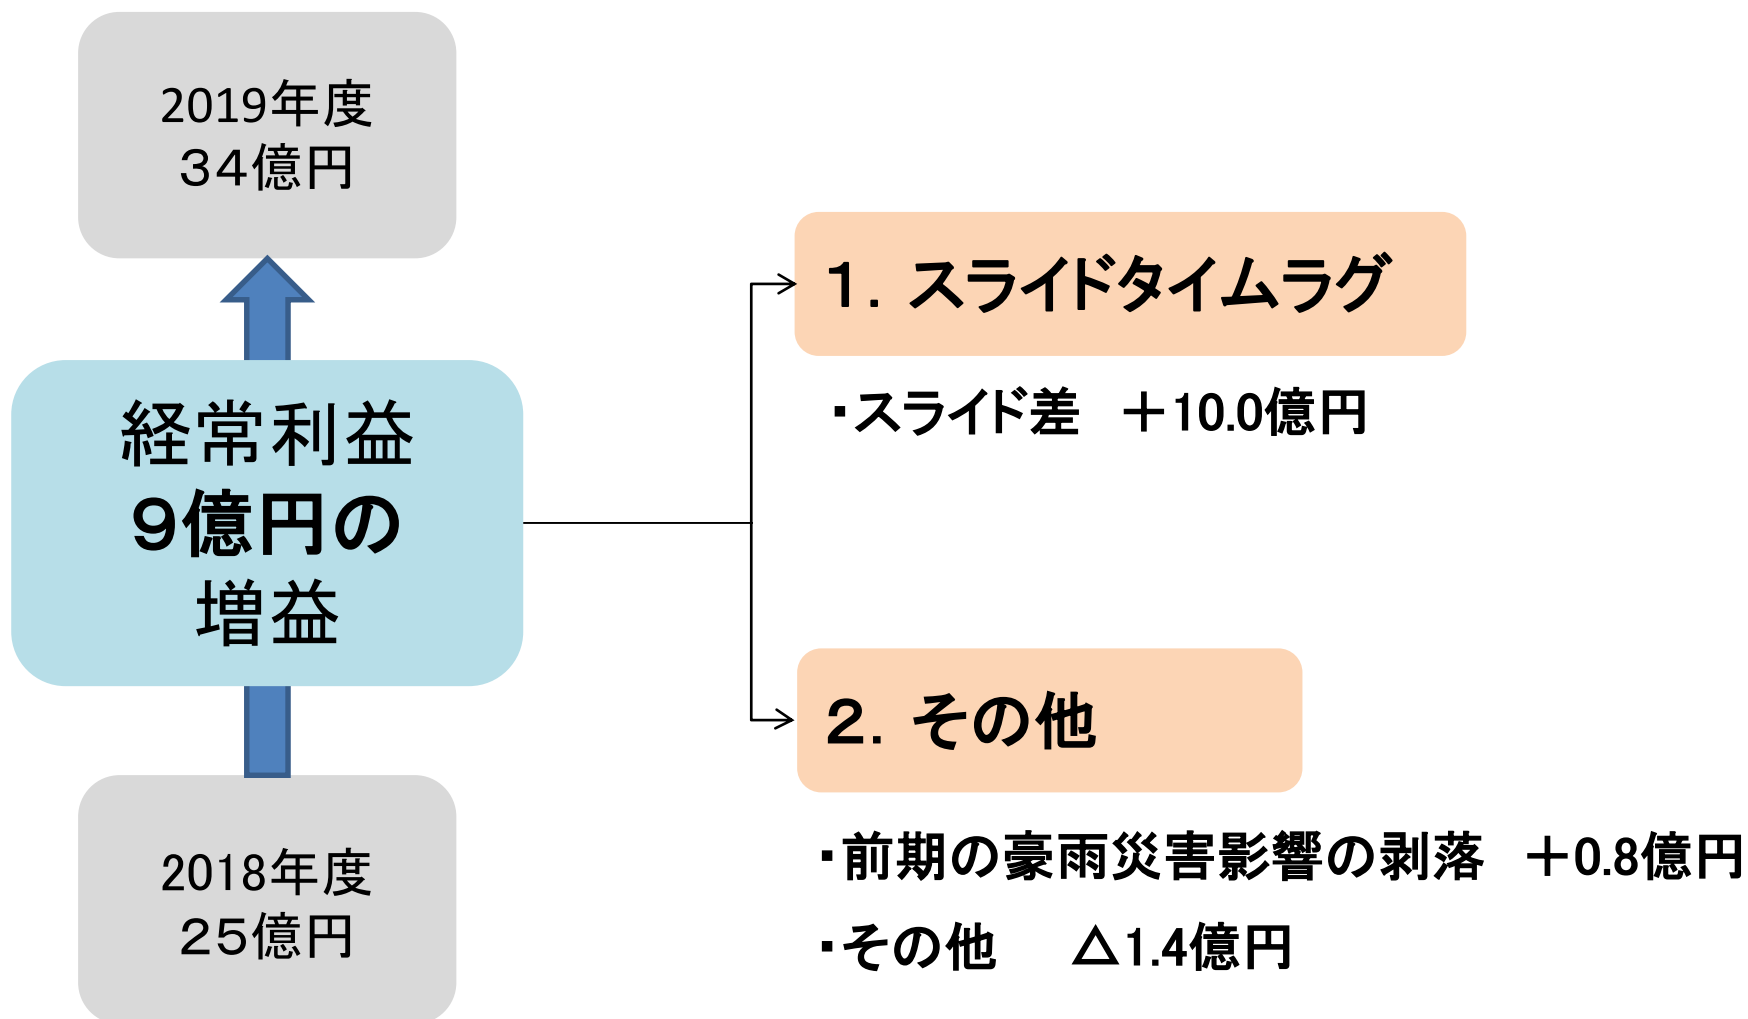 2019年度
３４億円
経常利益
９億円の
増益
2018年度
２５億円
１．スライドタイムラグ
・スライド差　＋10.0億円
２．その他
・前期の豪雨災害影響の剥落　＋0.8億円
・その他　△1.4億円